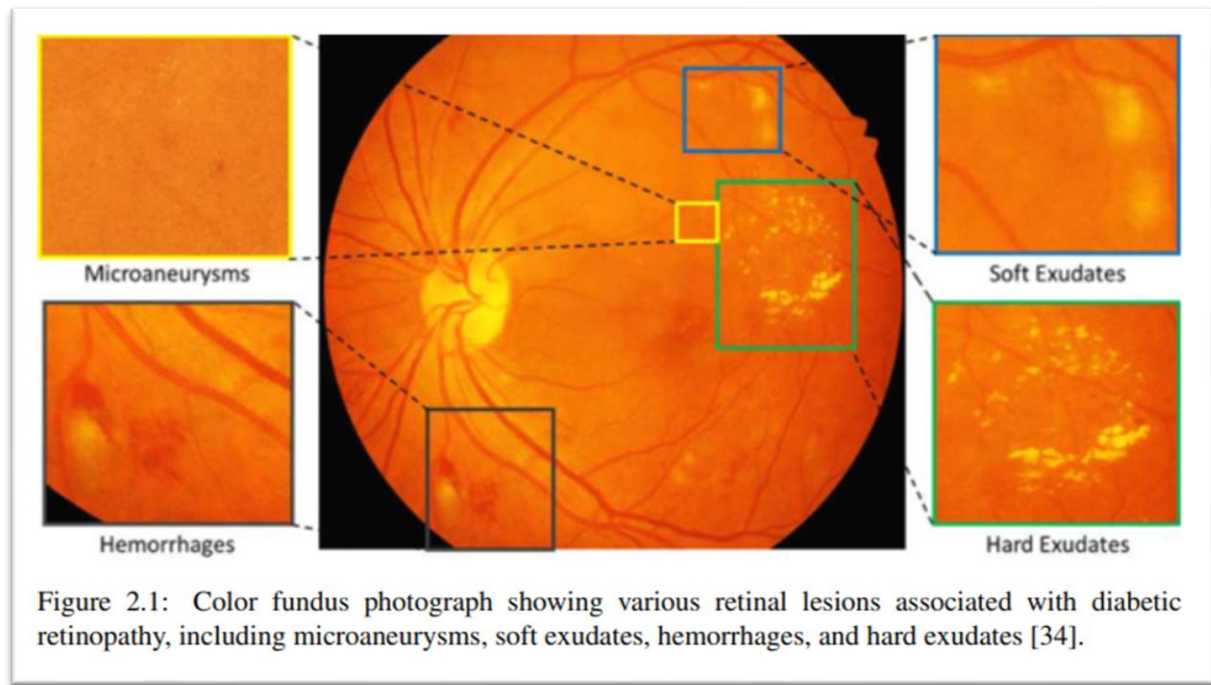 Microaneurysms
Soft Exudates
Hemorrhages
Hard Exudates
Figure 2.1: Color fundus photograph showing various retinal lesions associated with diabetic
retinopathy, including microaneurysms, soft exudates, hemorrhages, and hard exudates [34].